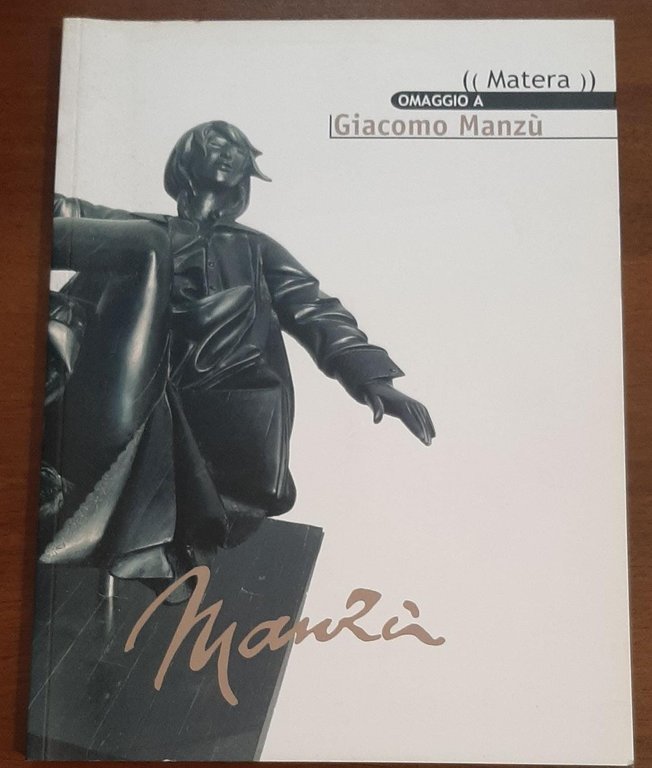 (( Matera ))
OMAGGIO A
Giacomo Manzù
Manzù